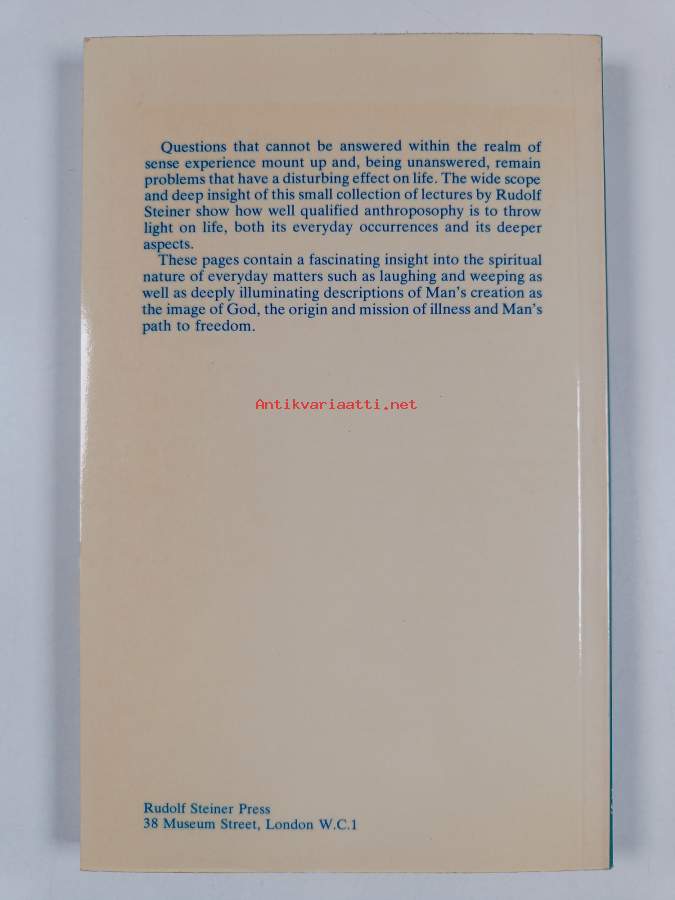 Questions that cannot be answered within the realm of
sense experience mount up and, being unanswered, remain
problems that have a disturbing effect on life. The wide scope
and deep insight of this small collection of lectures by Rudolf
Steiner show how well qualified anthroposophy is to throw
light on life, both its everyday occurrences and its deeper
aspects.
These pages contain a fascinating insight into the spiritual
nature of everyday matters such as laughing and weeping as
well as deeply illuminating descriptions of Man's creation as
the image of God, the origin and mission of illness and Man's
path to freedom.
Antikvariaatti.net
Rudolf Steiner Press
38 Museum Street, London W.C.1